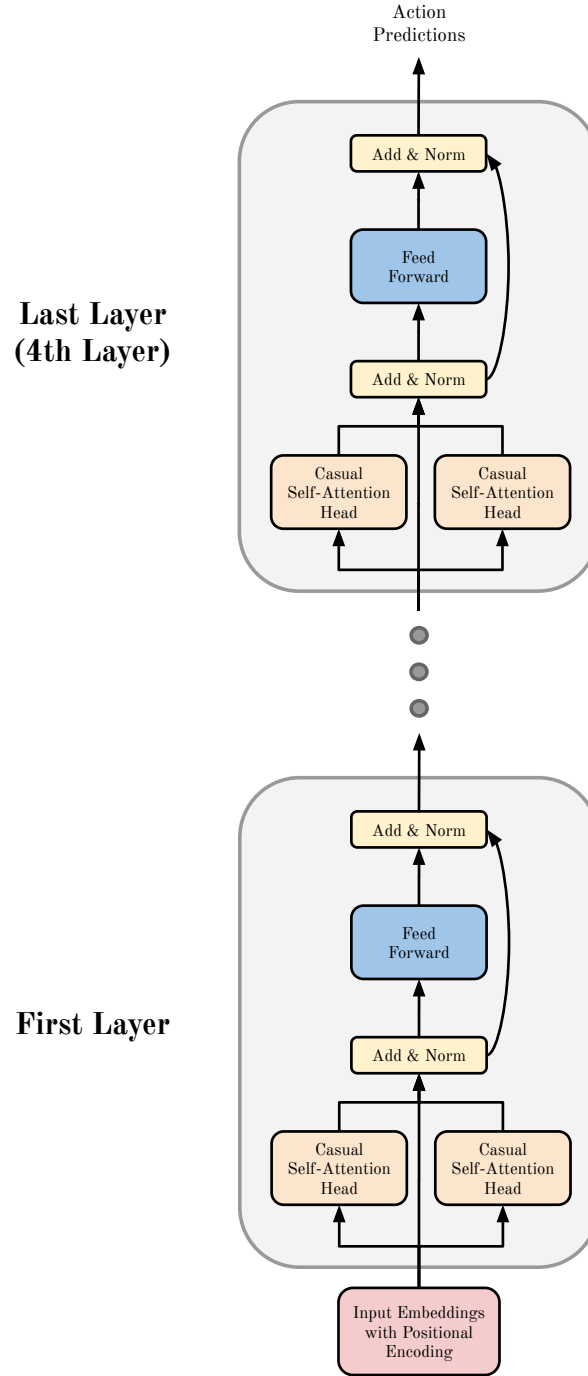 Action
Predictions
Add & Norm
Feed
Forward
Last Layer
(4th Layer)
Add & Norm
Casual
Self-Attention
Head
Casual
Self-Attention
Head
Add & Norm
Feed
Forward
First Layer
Add & Norm
Casual
Self-Attention
Head
Casual
Self-Attention
Head
Input Embeddings
with Positional
Encoding